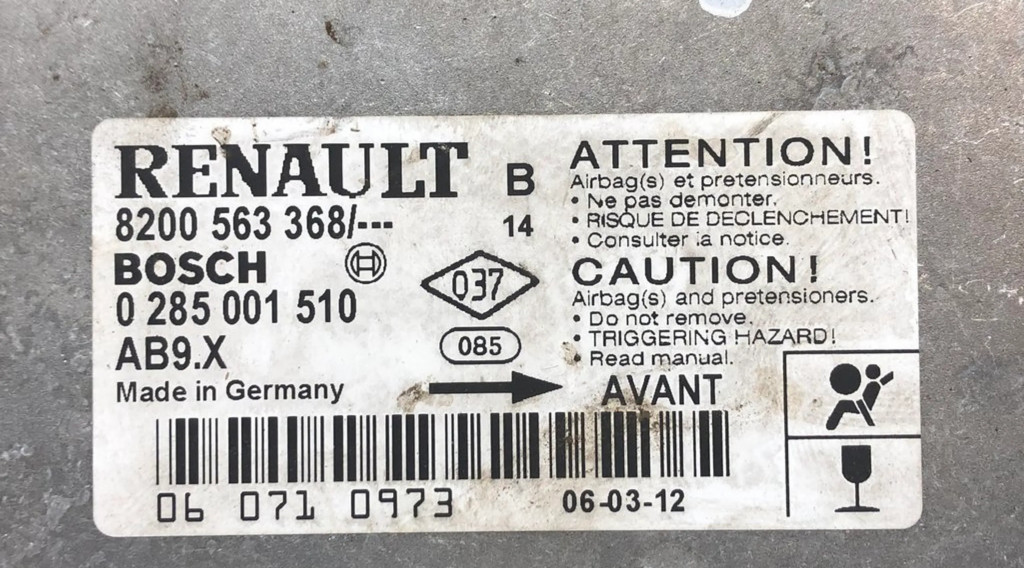 RENAULT B
8200 563 368/--- 14
BOSCH
0 285 001 510
AB9.X
Made in Germany
037
085
ATTENTION!
Airbag(s) et pretensionneurs.
• Ne pas demonter.
• RISQUE DE DECLENCHEMENT!
• Consulter la notice.
CAUTION!
Airbag(s) and pretensioners.
• Do not remove.
• TRIGGERING HAZARD!
• Read manual.
AVANT
06 071 0973
06-03-12